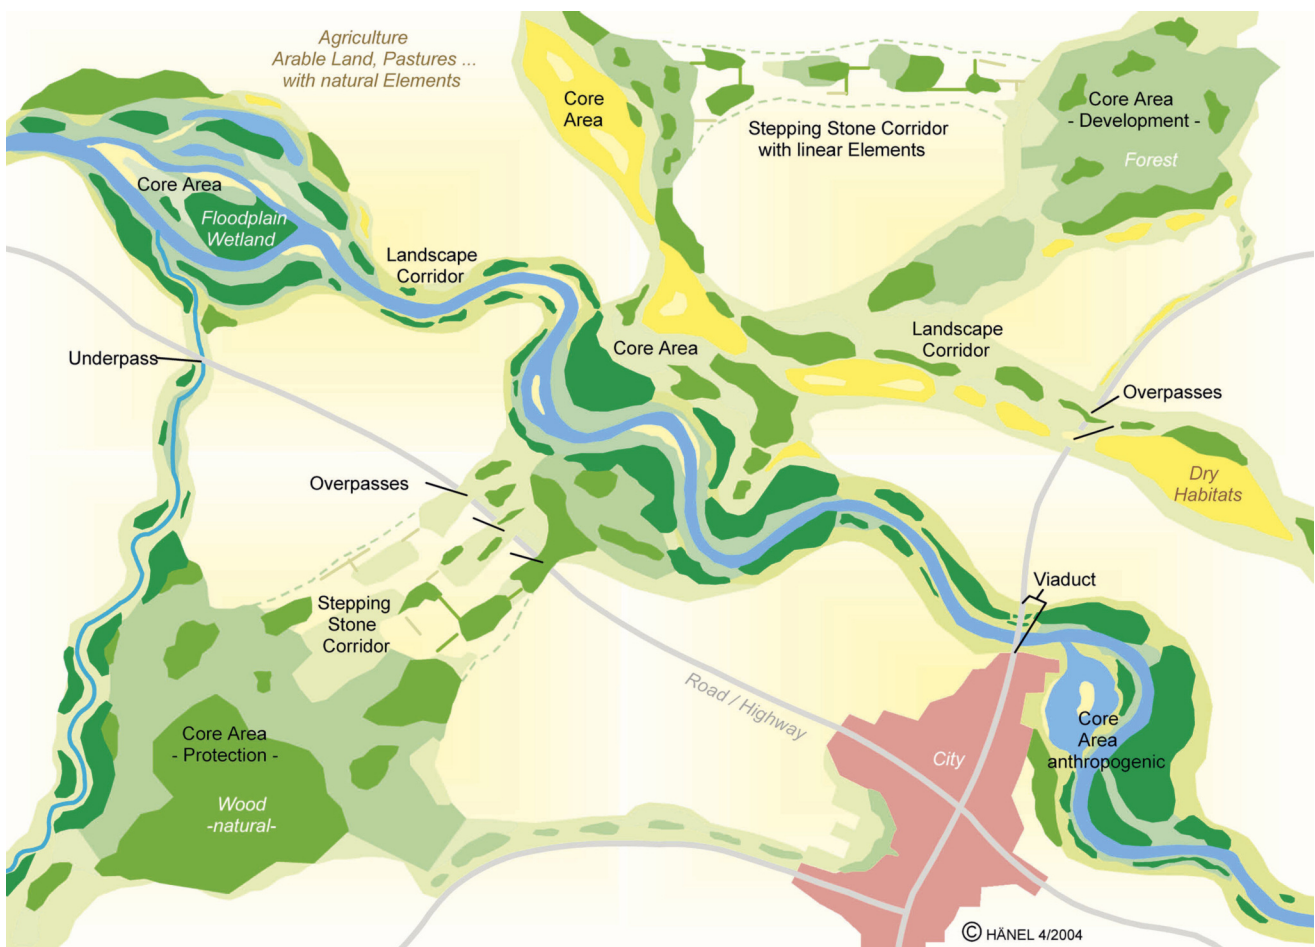 Agriculture
Arable Land, Pastures ...
with natural Elements
Core
Area
Stepping Stone Corridor
with linear Elements
Core Area
- Development -
Forest
Core Area
Floodplain
Wetland
Landscape
Corridor
Underpass
Core Area
Landscape
Corridor
Overpasses
Dry
Habitats
Overpasses
Stepping
Stone
Corridor
Viaduct
Road / Highway
Core Area
- Protection -
Wood
-natural-
City
Core
Area
anthropogenic
© HÄNEL 4/2004